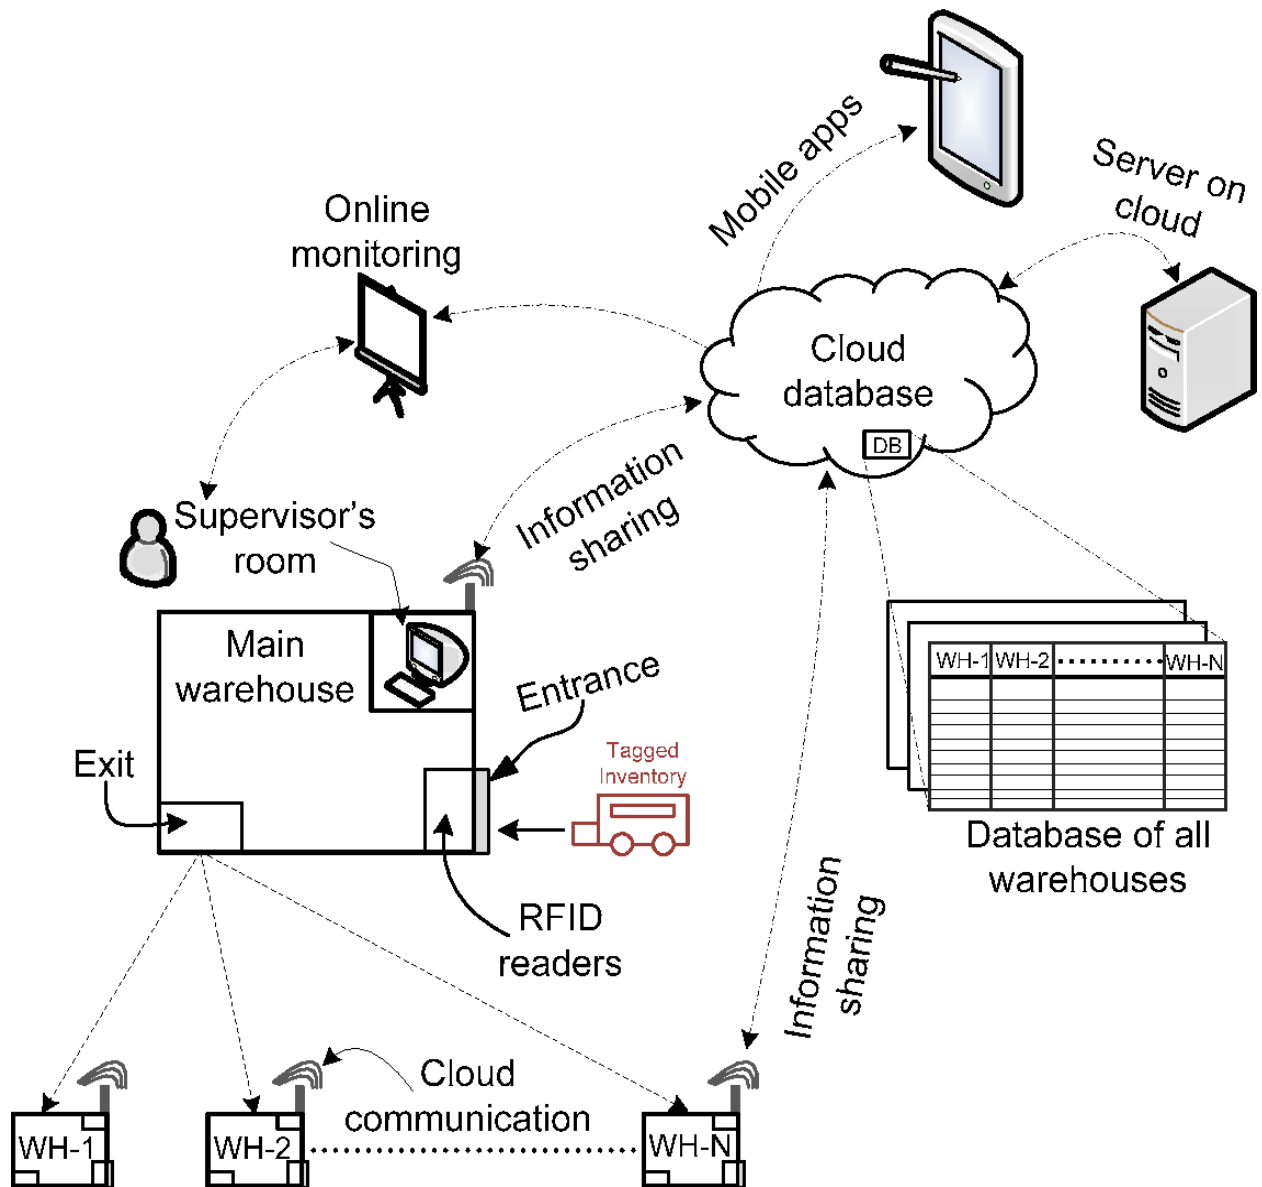 Mobile apps
Server on
cloud
Online
monitoring
Cloud
database
DB
Information
sharing
Supervisor's
room
Main
warehouse
Entrance
Exit
Tagged
Inventory
WH-1 WH-2 WH-N
Database of all
warehouses
RFID
readers
Information
sharing
Cloud
communication
WH-1
WH-2
WH-N